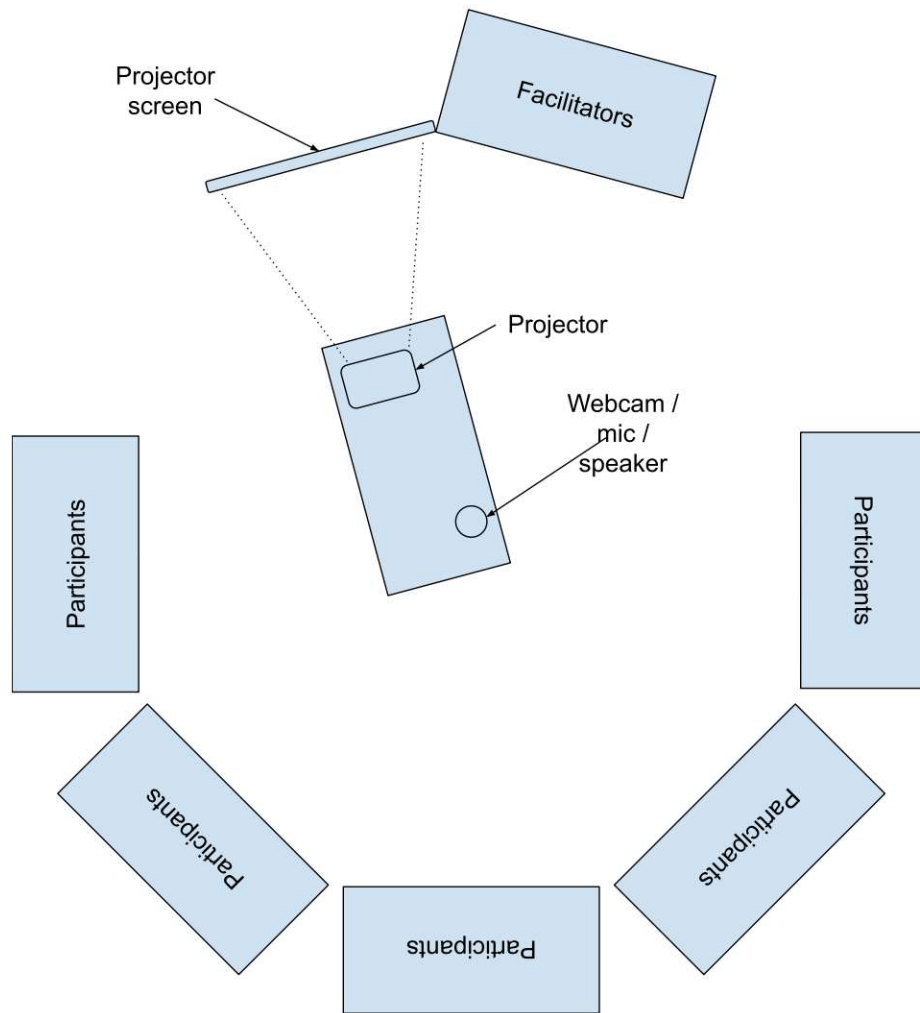 Projector
screen
Facilitators
Projector
Webcam /
mic /
speaker
Participants
Participants
Participants
Participants
Participants